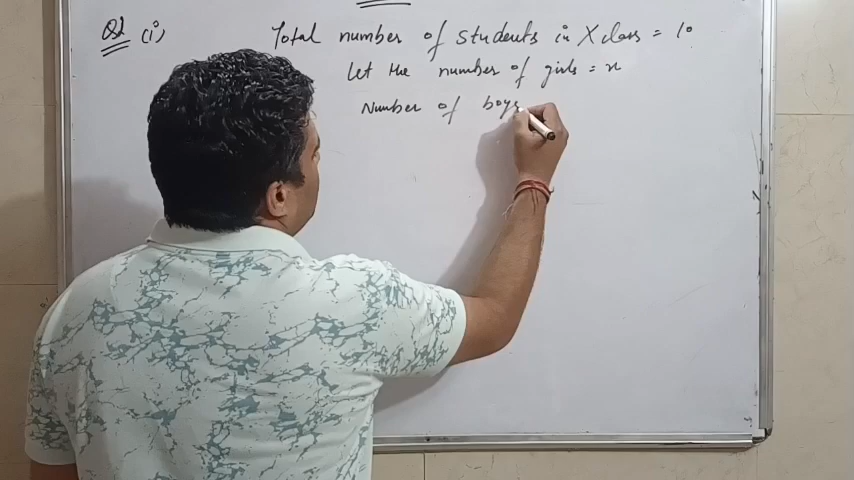 Q1 (i) Total number of students in X class = 10
Let the number of girls = x
Number of boys